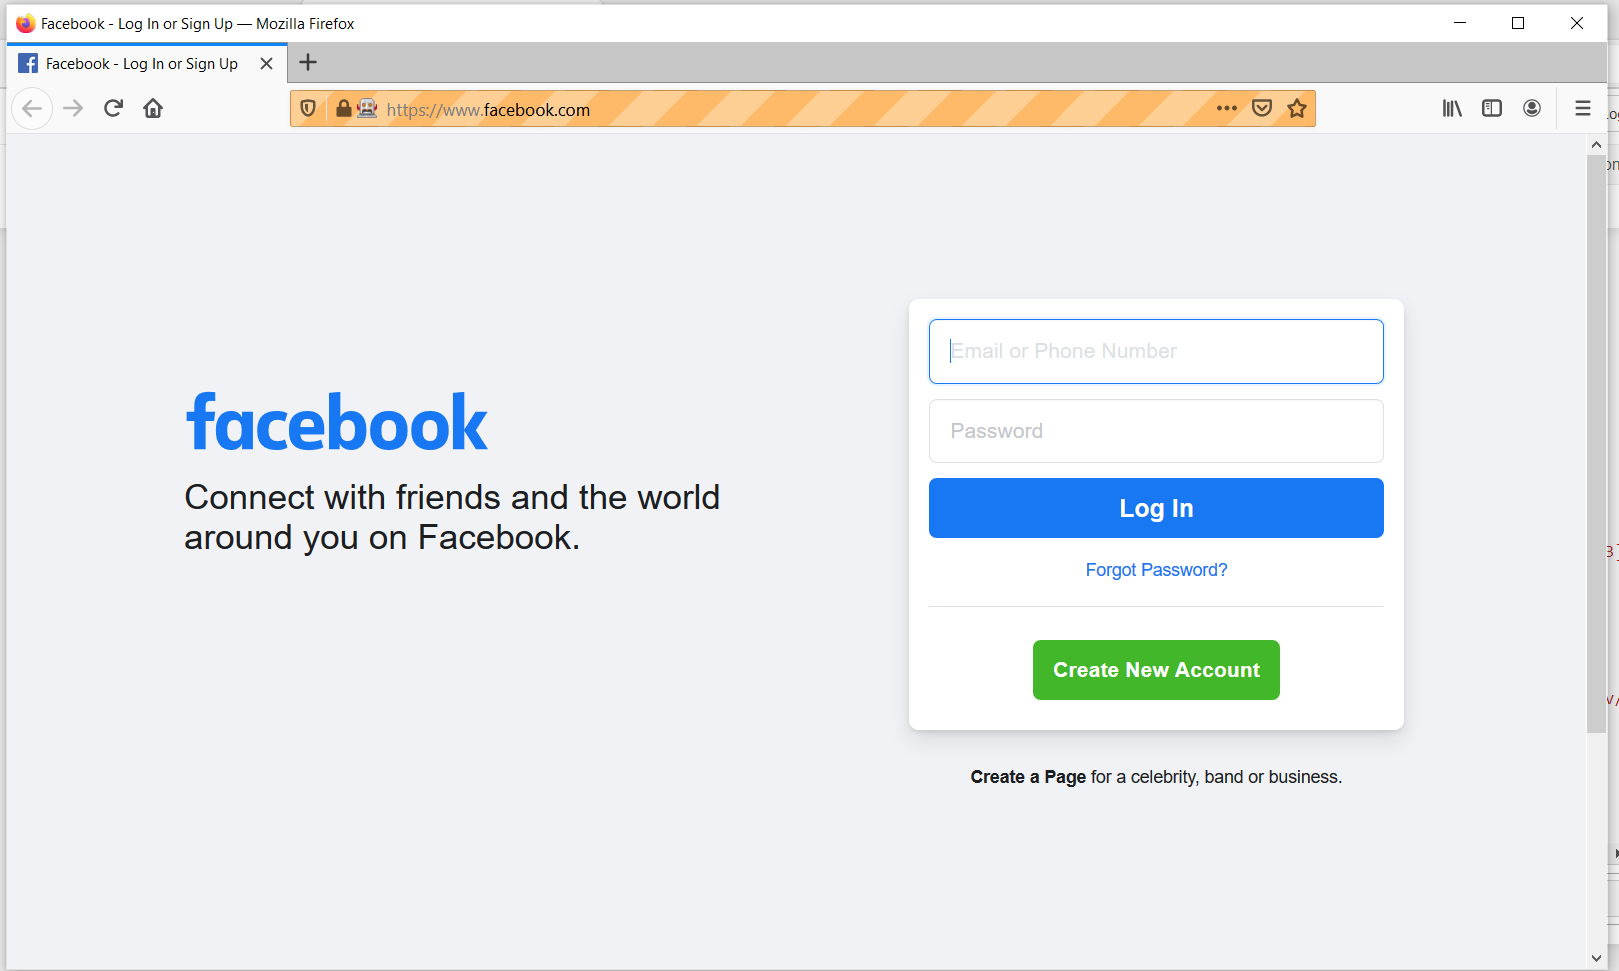 Facebook - Log In or Sign Up — Mozilla Firefox
Facebook - Log In or Sign Up
https://www.facebook.com
facebook
Connect with friends and the world
around you on Facebook.
Email or Phone Number
Password
Log In
Forgot Password?
Create New Account
Create a Page for a celebrity, band or business.